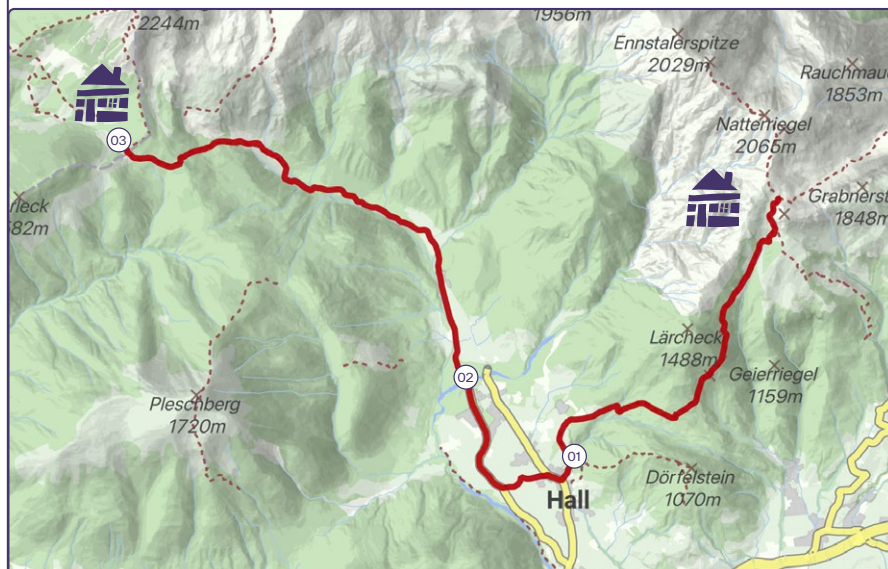 2244m
1956m
Ennstalerspitze
2029m
Rauchmau
1853m
Natterriegel
2065m
03
Grabnerst
1848m
rleck
82m
Lärcheck
1488m
Geierriegel
1159m
02
Pleschberg
1720m
01
Dörfelstein
1070m
Hall